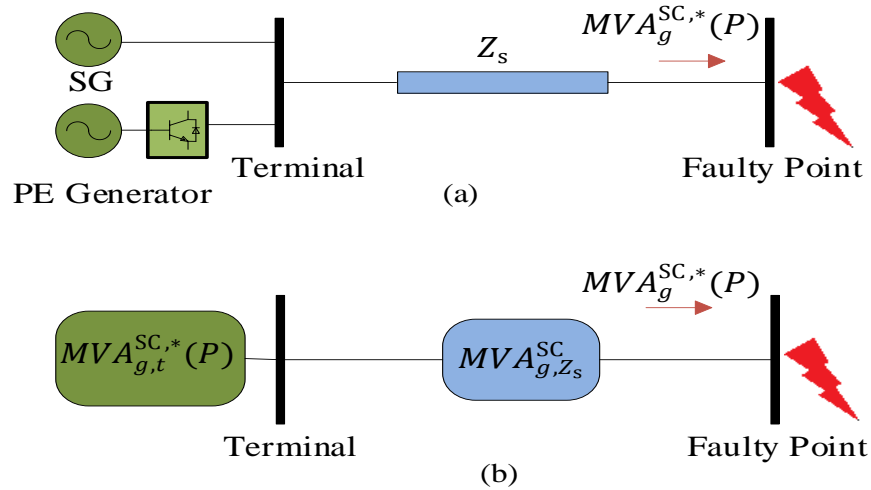 MVA_g^{SC,*}(P)
Z_s
SG
Terminal
PE Generator
Faulty Point
(a)
MVA_g^{SC,*}(P)
MVA_{g,t}^{SC,*}(P)
MVA_{g,Z_s}^{SC}
Terminal
Faulty Point
(b)